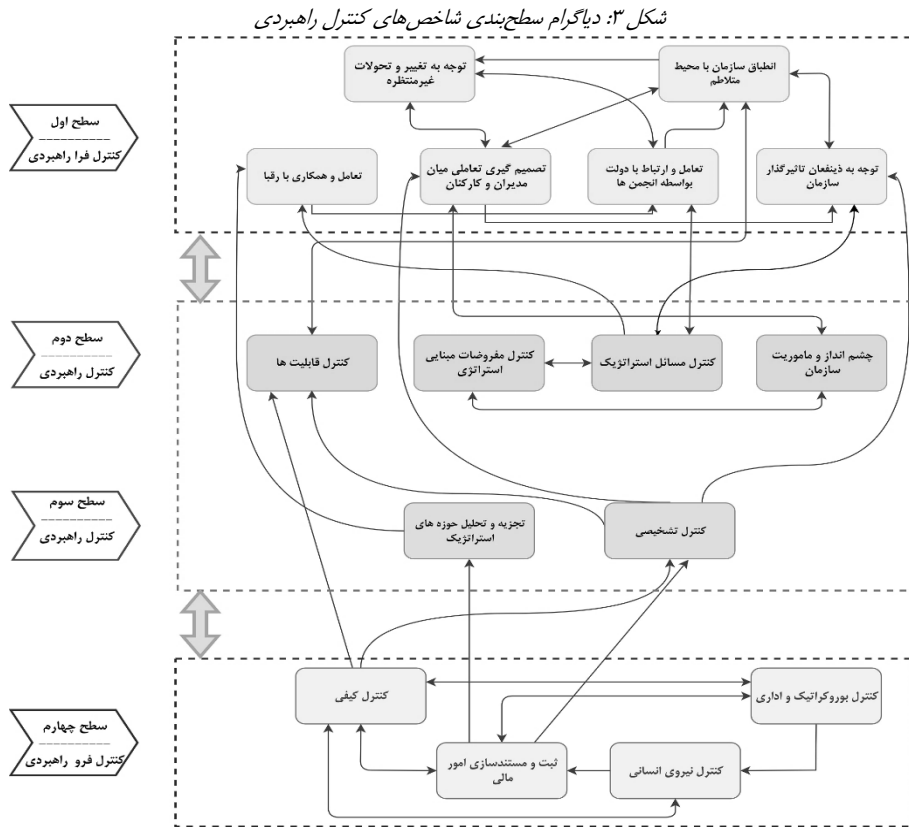 شکل ۳: دیاگرام سطح‌بندی شاخص‌های کنترل راهبردی
سطح اول
کنترل فرا راهبردی
انطباق سازمان با محیط
متلاطم
توجه به تغییر و تحولات
غیرمنتظره
توجه به ذینفعان تاثیرگذار
سازمان
تعامل و ارتباط با دولت
بواسطه انجمن ها
تصمیم گیری تعاملی میان
مدیران و کارکنان
تعامل و همکاری با رقبا
سطح دوم
کنترل راهبردی
چشم انداز و ماموریت
سازمان
کنترل مسائل استراتژیک
کنترل مفروضات مبنایی
استراتژی
کنترل قابلیت ها
سطح سوم
کنترل راهبردی
کنترل تشخیصی
تجزیه و تحلیل حوزه های
استراتژیک
سطح چهارم
کنترل فرو راهبردی
کنترل بوروکراتیک و اداری
کنترل کیفی
کنترل نیروی انسانی
ثبت و مستندسازی امور
مالی